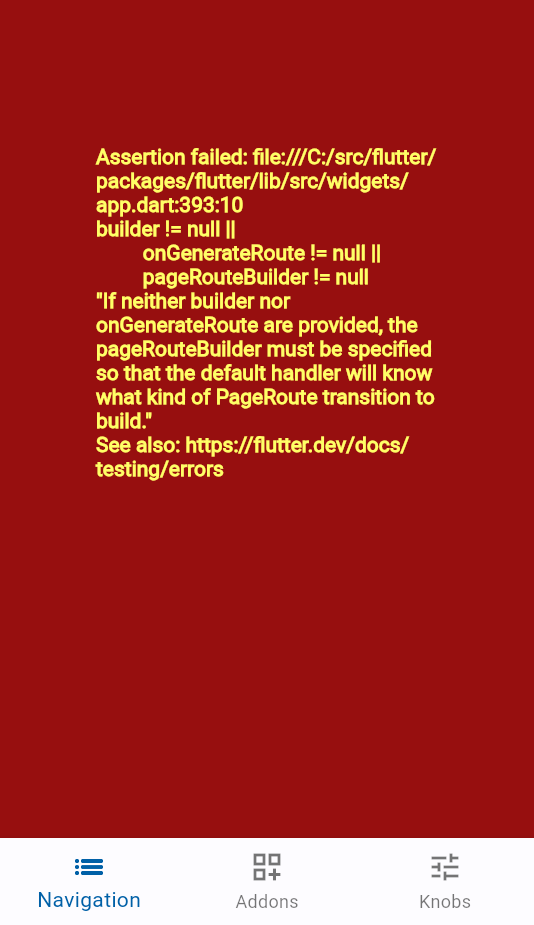 Assertion failed: file:///C:/src/flutter/
packages/flutter/lib/src/widgets/
app.dart:393:10
builder != null ||
onGenerateRoute != null ||
pageRouteBuilder != null
"If neither builder nor
onGenerateRoute are provided, the
pageRouteBuilder must be specified
so that the default handler will know
what kind of PageRoute transition to
build."
See also: https://flutter.dev/docs/
testing/errors
Navigation
Addons
Knobs